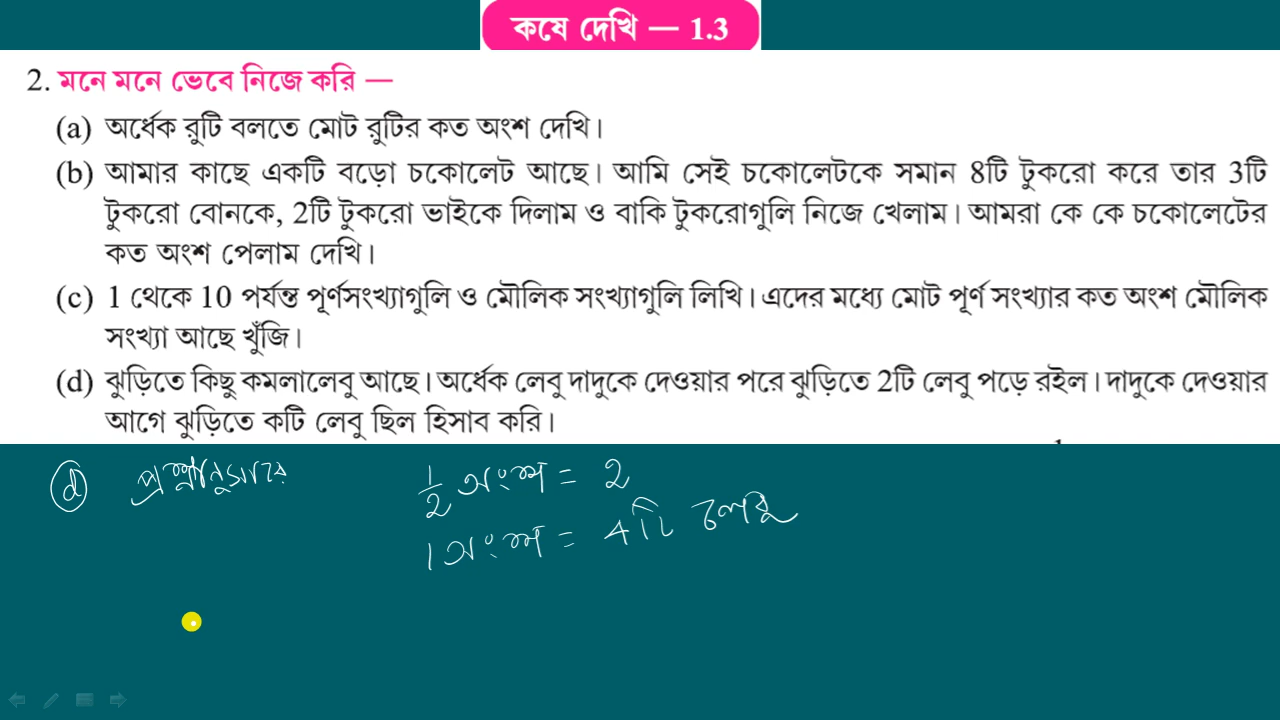 কষে দেখি — 1.3
2. মনে মনে ভেবে নিজে করি —
(a) অর্ধেক রুটি বলতে মোট রুটির কত অংশ দেখি।
(b) আমার কাছে একটি বড়ো চকোলেট আছে। আমি সেই চকোলেটকে সমান 8টি টুকরো করে তার 3টি
টুকরো বোনকে, 2টি টুকরো ভাইকে দিলাম ও বাকি টুকরোগুলি নিজে খেলাম। আমরা কে কে চকোলেটের
কত অংশ পেলাম দেখি।
(c) 1 থেকে 10 পর্যন্ত পূর্ণসংখ্যাগুলি ও মৌলিক সংখ্যাগুলি লিখি। এদের মধ্যে মোট পূর্ণ সংখ্যার কত অংশ মৌলিক
সংখ্যা আছে খুঁজি।
(d) ঝুড়িতে কিছু কমলালেবু আছে। অর্ধেক লেবু দাদুকে দেওয়ার পরে ঝুড়িতে 2টি লেবু পড়ে রইল। দাদুকে দেওয়ার
আগে ঝুড়িতে কটি লেবু ছিল হিসাব করি।
(d) প্রশ্নানুসারে 1/2 অংশ = 2
1 অংশ = 4টি লেবু